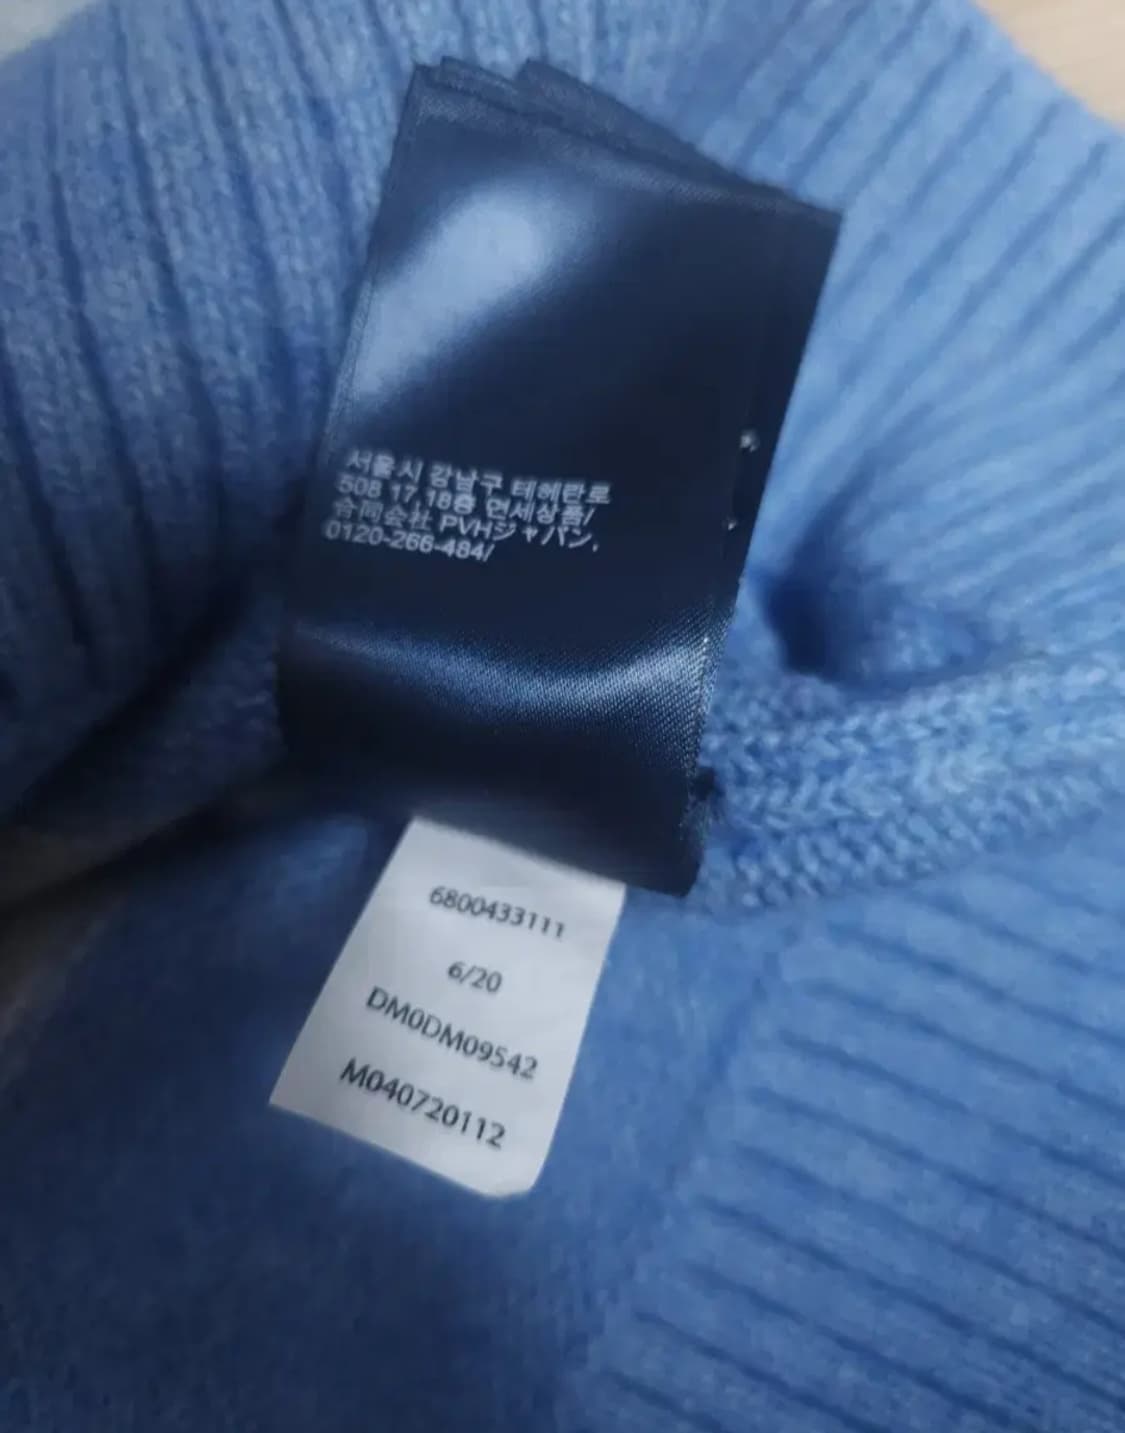 서울시 강남구 테헤란로
508 17,18층 연세상품/
合同会社 PVHジャパン,
0120-266-484/
6800433111
6/20
DM0DM09542
M040720112